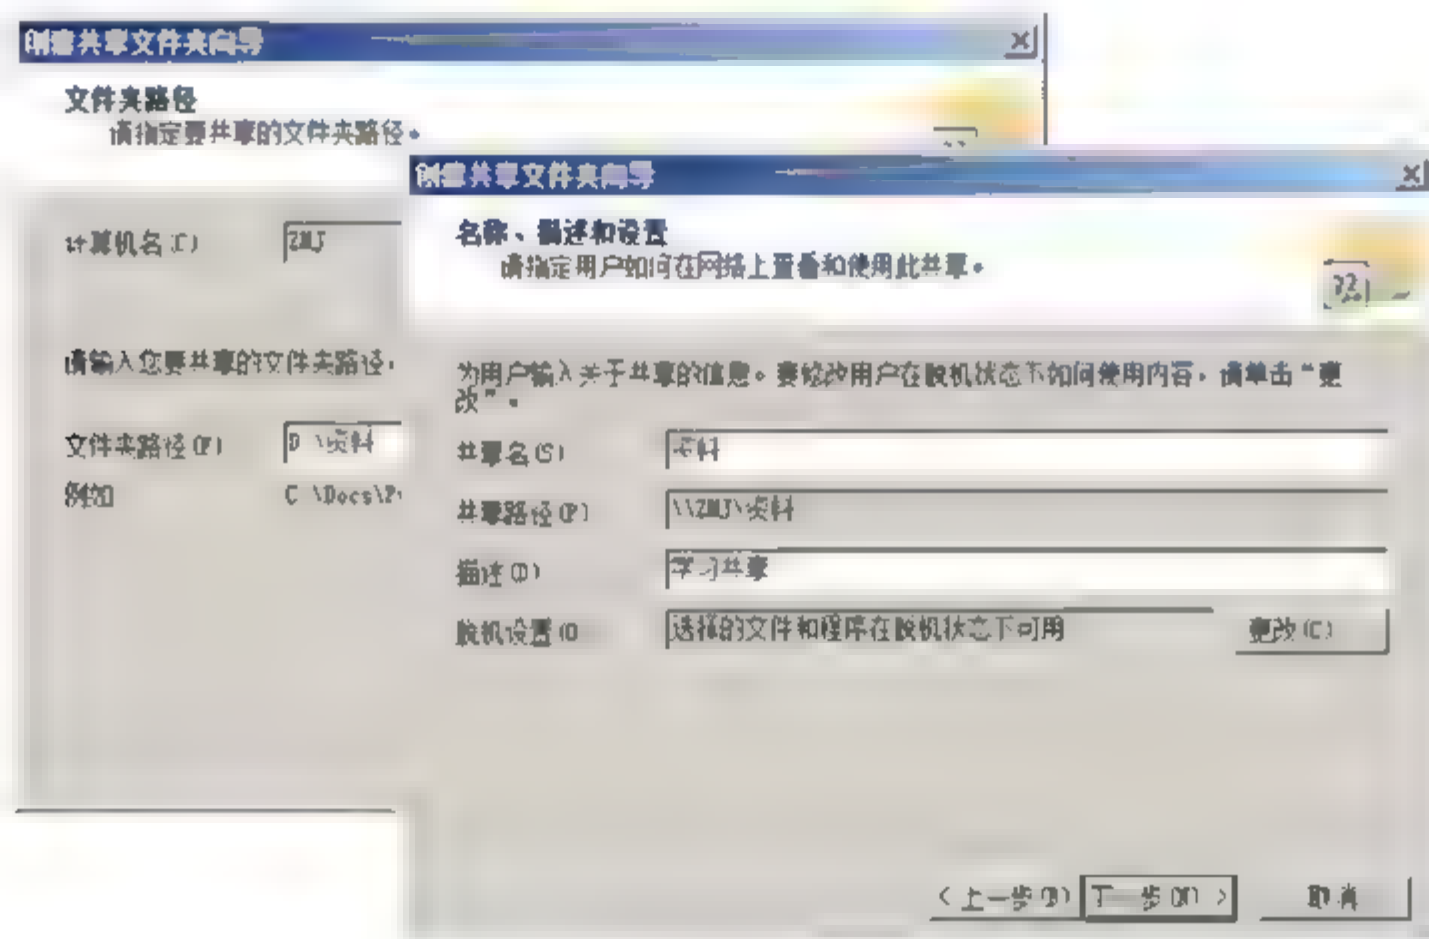 创建共享文件夹向导
文件夹路径
请指定要共享的文件夹路径。
计算机名(C)
ZMJ
请输入您要共享的文件夹路径,
文件夹路径(F)
D \资料
例如
C \Docs\P
创建共享文件夹向导
名称、描述和设置
请指定用户如何在网络上查看和使用此共享。
为用户输入关于共享的信息。要修改用户在脱机状态下如何使用内容,请单击“更
改”。
共享名(S)
资料
共享路径(P)
\\ZMJ\资料
描述(D)
学习共享
脱机设置(O
选择的文件和程序在脱机状态下可用
更改(C)
< 上一步(B)
下一步(N) >
取消